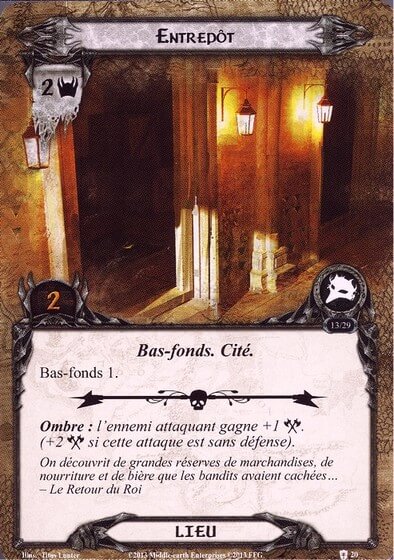 Entrepôt
2
2
13/29
Bas-fonds. Cité.
Bas-fonds 1.
Ombre : l'ennemi attaquant gagne +1
(+2 si cette attaque est sans défense).
On découvrit de grandes réserves de marchandises, de
nourriture et de bière que les bandits avaient cachées…
– Le Retour du Roi
LIEU
Illus. Titus Lunter ©2013 Middle-earth Enterprises ©2013 FFG 20